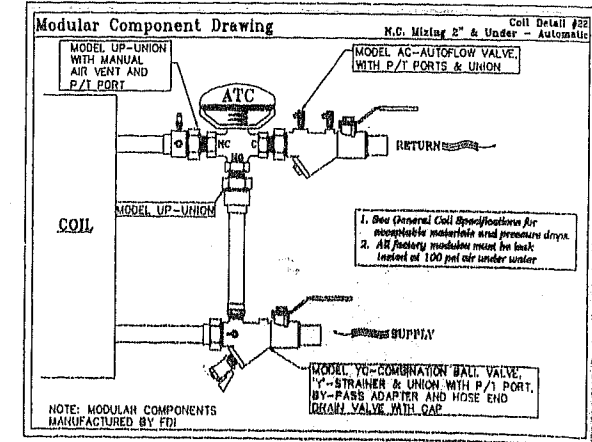 Modular Component Drawing
Coil Detail #22
N.C. Mixing 2" & Under - Automatic
MODEL UP-UNION
WITH MANUAL
AIR VENT AND
P/T PORT
MODEL AG-AUTOFLOW VALVE,
WITH P/T PORTS & UNION
ATC
NC
C
NO
RETURN
MODEL UP-UNION
COIL
1. See General Coil Specifications for
acceptable materials and pressure drops.
2. All factory modules must be leak
tested at 100 psi air under water
SUPPLY
MODEL YC-COMBINATION BALL VALVE,
"Y"-STRAINER & UNION WITH P/T PORT,
BY-PASS ADAPTER AND HOSE END
DRAIN VALVE WITH CAP
NOTE: MODULAR COMPONENTS
MANUFACTURED BY FDI